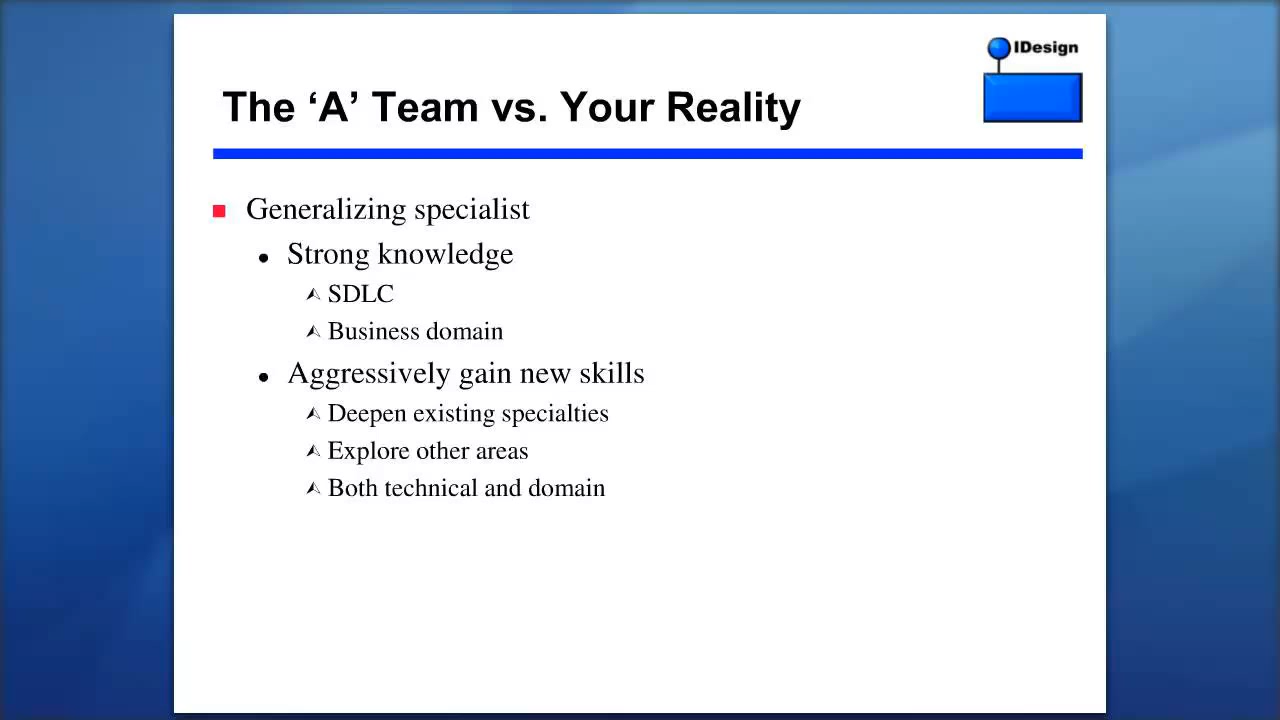 IDesign
The ‘A’ Team vs. Your Reality
Generalizing specialist
Strong knowledge
SDLC
Business domain
Aggressively gain new skills
Deepen existing specialties
Explore other areas
Both technical and domain